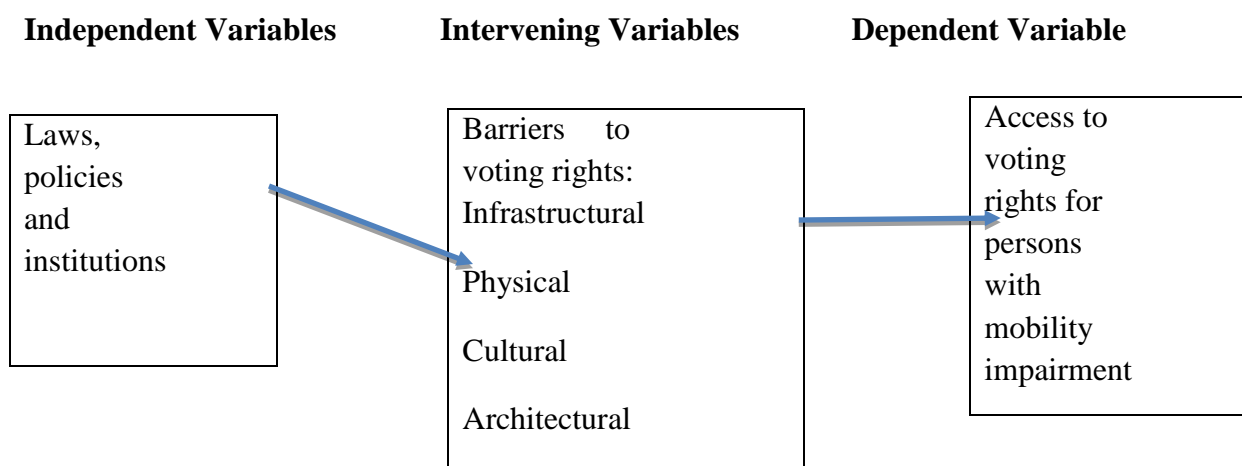 Independent Variables Intervening Variables Dependent Variable
Laws,
policies
and
institutions
Barriers to
voting rights:
Infrastructural
Physical
Cultural
Architectural
Access to
voting
rights for
persons
with
mobility
impairment